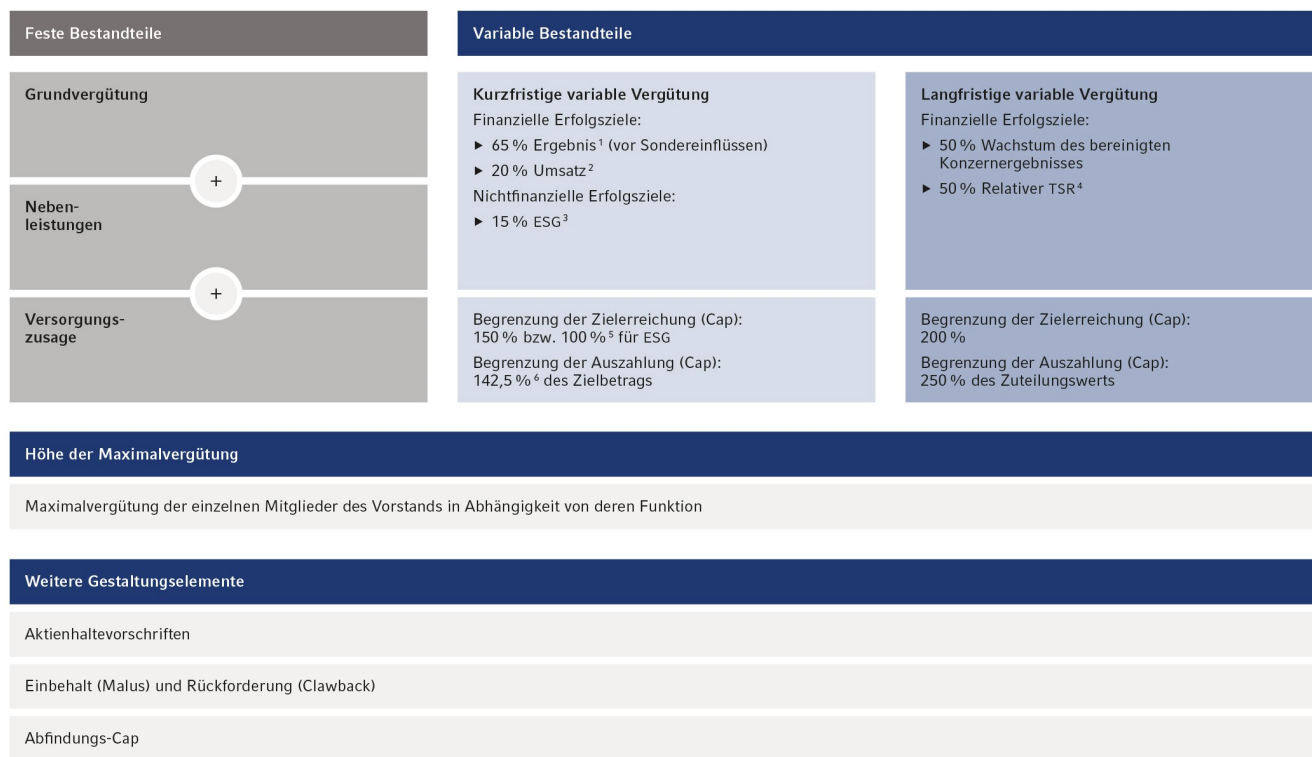 Feste Bestandteile
Grundvergütung
+
Neben-
leistungen
+
Versorgungs-
zusage
Variable Bestandteile
Kurzfristige variable Vergütung
Finanzielle Erfolgsziele:
▶ 65 % Ergebnis¹ (vor Sondereinflüssen)
▶ 20 % Umsatz²
Nichtfinanzielle Erfolgsziele:
▶ 15 % ESG³
Begrenzung der Zielerreichung (Cap):
150 % bzw. 100 %⁵ für ESG
Begrenzung der Auszahlung (Cap):
142,5 %⁶ des Zielbetrags
Langfristige variable Vergütung
Finanzielle Erfolgsziele:
▶ 50 % Wachstum des bereinigten
Konzernergebnisses
▶ 50 % Relativer TSR⁴
Begrenzung der Zielerreichung (Cap):
200 %
Begrenzung der Auszahlung (Cap):
250 % des Zuteilungswerts
Höhe der Maximalvergütung
Maximalvergütung der einzelnen Mitglieder des Vorstands in Abhängigkeit von deren Funktion
Weitere Gestaltungselemente
Aktienhaltevorschriften
Einbehalt (Malus) und Rückforderung (Clawback)
Abfindungs-Cap